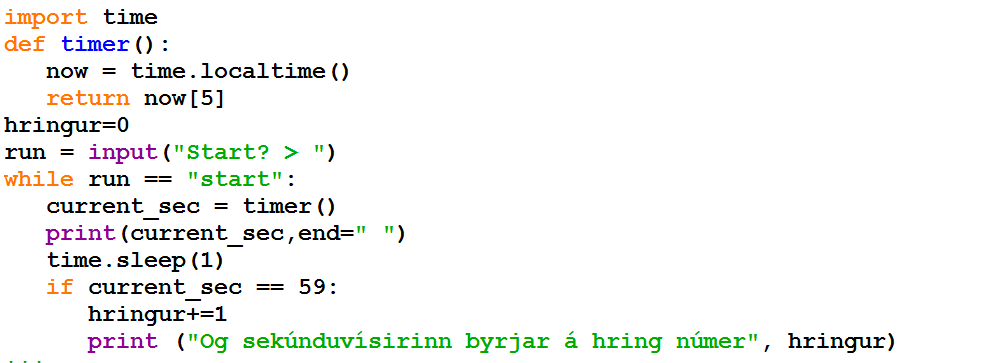 import time
def timer():
   now = time.localtime()
   return now[5]
hringur=0
run = input("Start? > ")
while run == "start":
   current_sec = timer()
   print(current_sec,end=" ")
   time.sleep(1)
   if current_sec == 59:
      hringur+=1
      print ("Og sekúnduvísirinn byrjar á hring númer", hringur)